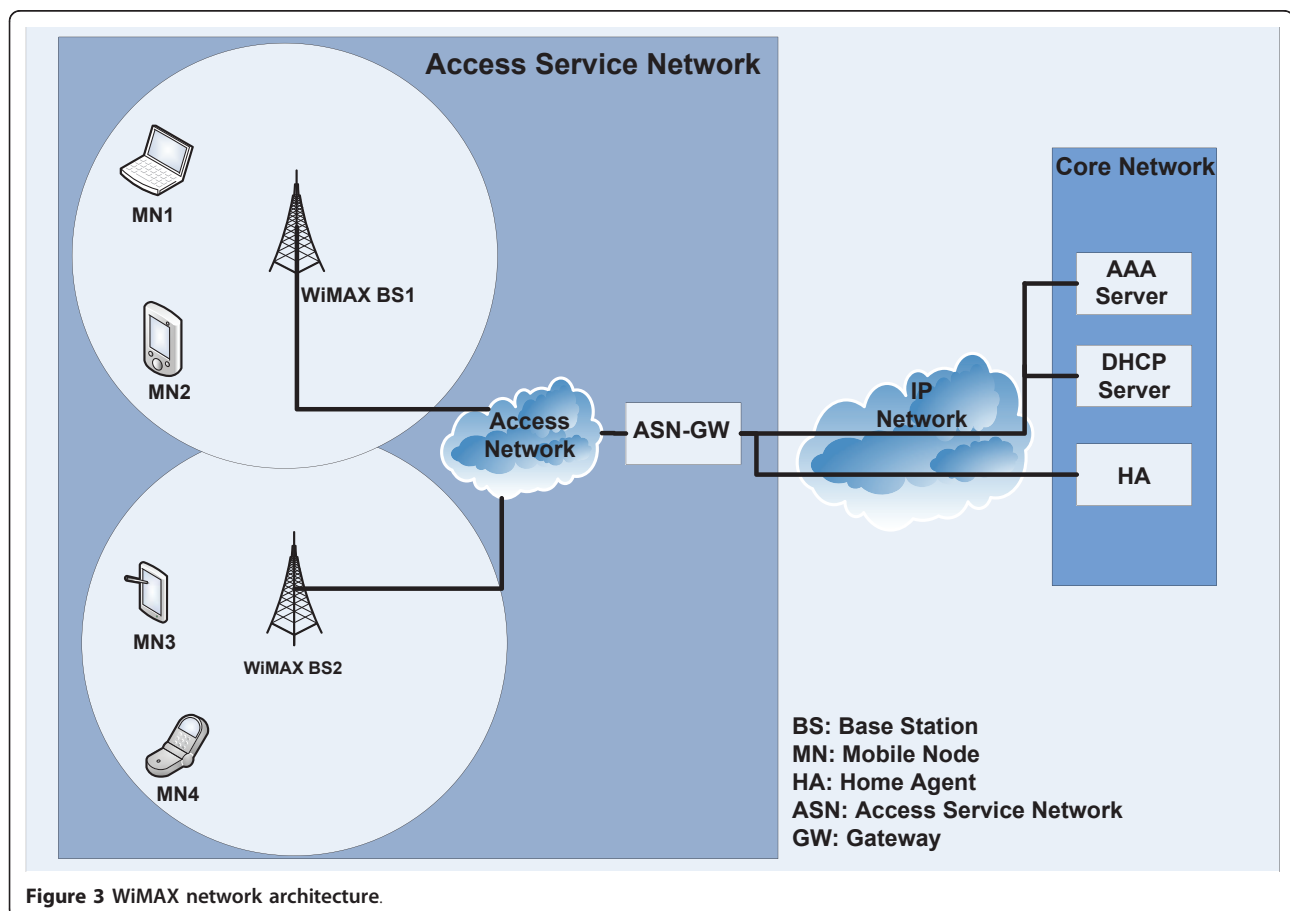 Access Service Network
MN1
WiMAX BS1
MN2
Access
Network
ASN-GW
IP
Network
Core Network
AAA
Server
DHCP
Server
HA
MN3
WiMAX BS2
MN4
BS: Base Station
MN: Mobile Node
HA: Home Agent
ASN: Access Service Network
GW: Gateway
Figure 3 WiMAX network architecture.